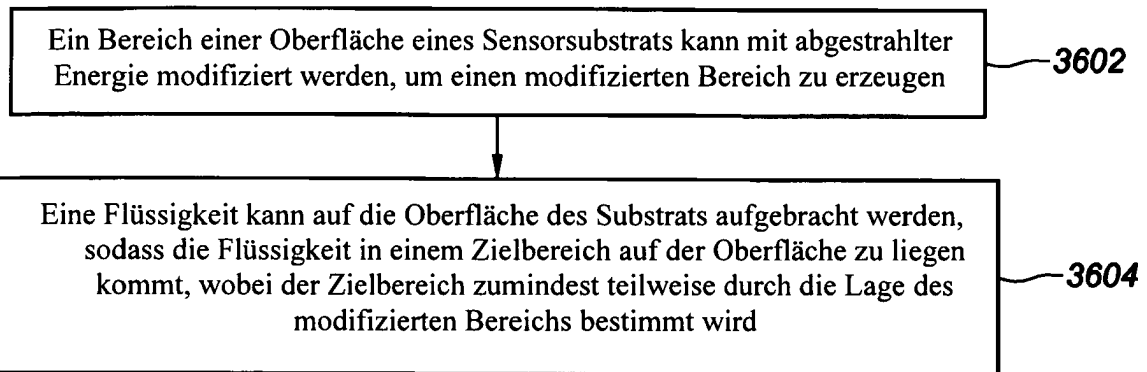 Ein Bereich einer Oberfläche eines Sensorsubstrats kann mit abgestrahlter
Energie modifiziert werden, um einen modifizierten Bereich zu erzeugen
3602
Eine Flüssigkeit kann auf die Oberfläche des Substrats aufgebracht werden,
sodass die Flüssigkeit in einem Zielbereich auf der Oberfläche zu liegen
kommt, wobei der Zielbereich zumindest teilweise durch die Lage des
modifizierten Bereichs bestimmt wird
3604